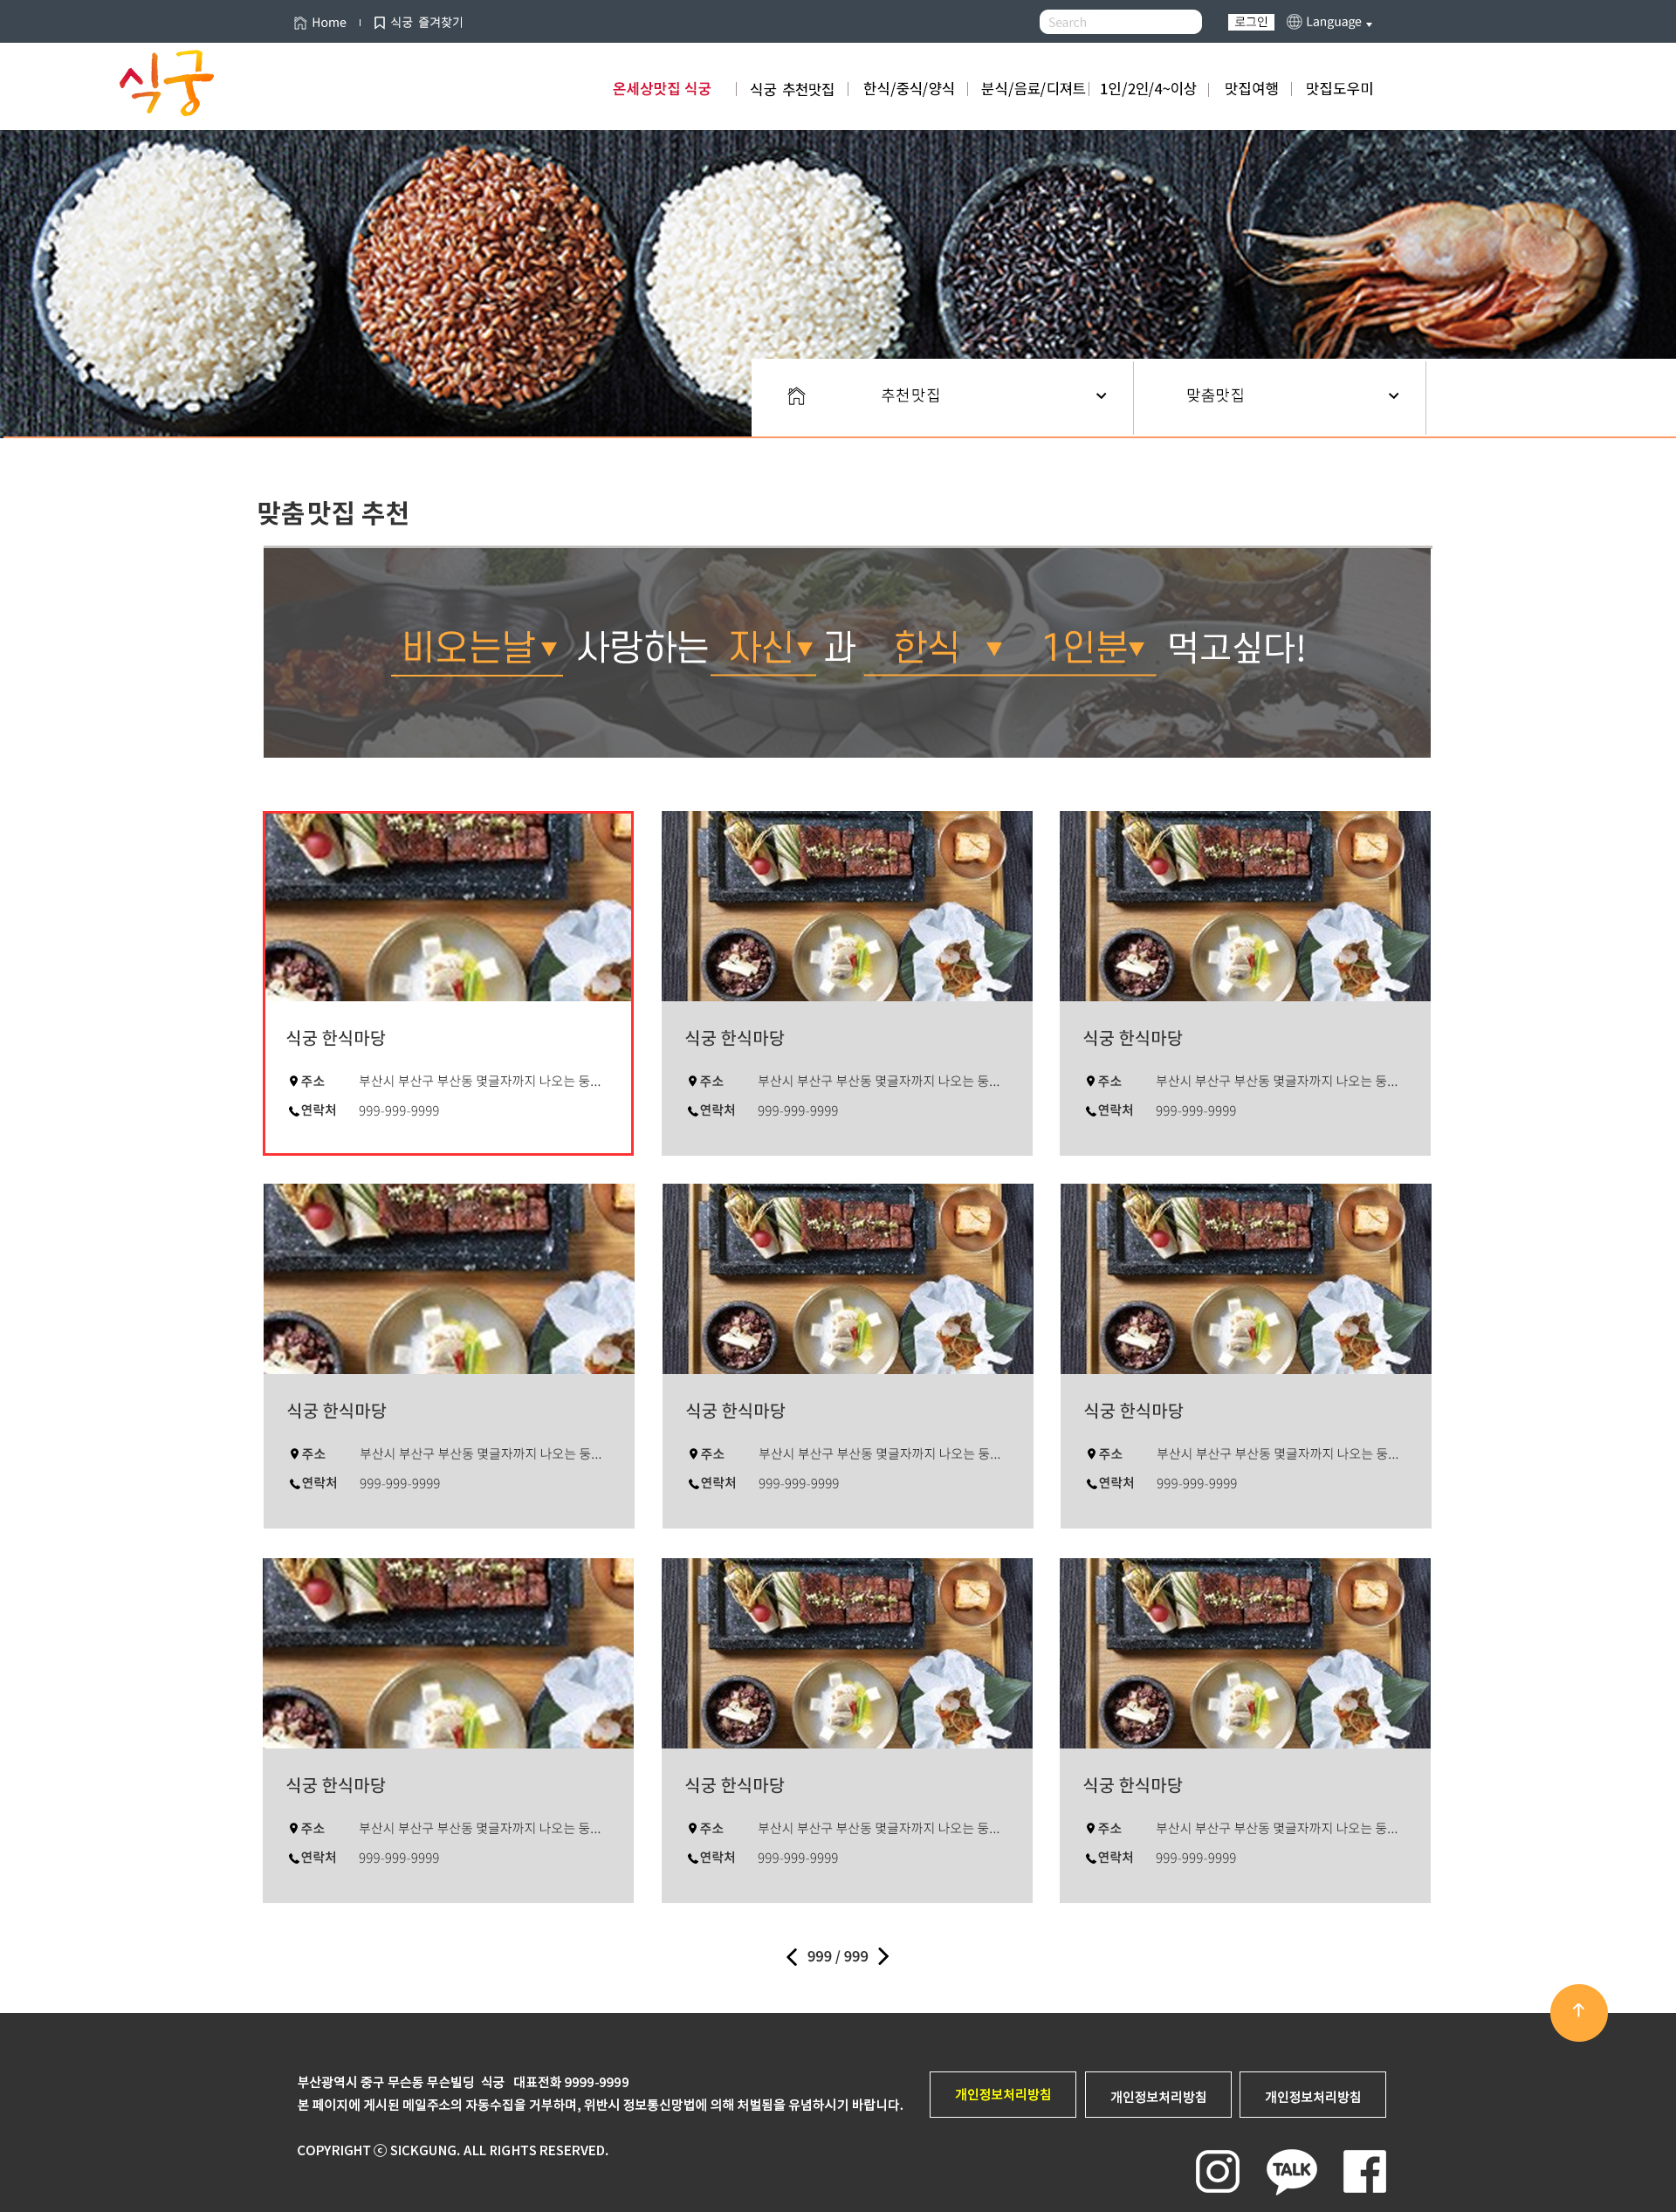 Home 식궁 즐겨찾기 Search 로그인 Language
식궁
온세상맛집 식궁 식궁 추천맛집 한식/중식/양식 분식/음료/디져트 1인/2인/4~이상 맛집여행 맛집도우미
추천맛집 맞춤맛집
맞춤맛집 추천
비오는날▼ 사랑하는 자신▼ 과 한식 ▼ 1인분▼ 먹고싶다!
식궁 한식마당
주소 부산시 부산구 부산동 몇글자까지 나오는 둥...
연락처 999-999-9999
식궁 한식마당
주소 부산시 부산구 부산동 몇글자까지 나오는 둥...
연락처 999-999-9999
식궁 한식마당
주소 부산시 부산구 부산동 몇글자까지 나오는 둥...
연락처 999-999-9999
식궁 한식마당
주소 부산시 부산구 부산동 몇글자까지 나오는 둥...
연락처 999-999-9999
식궁 한식마당
주소 부산시 부산구 부산동 몇글자까지 나오는 둥...
연락처 999-999-9999
식궁 한식마당
주소 부산시 부산구 부산동 몇글자까지 나오는 둥...
연락처 999-999-9999
식궁 한식마당
주소 부산시 부산구 부산동 몇글자까지 나오는 둥...
연락처 999-999-9999
식궁 한식마당
주소 부산시 부산구 부산동 몇글자까지 나오는 둥...
연락처 999-999-9999
식궁 한식마당
주소 부산시 부산구 부산동 몇글자까지 나오는 둥...
연락처 999-999-9999
999 / 999
부산광역시 중구 무슨동 무슨빌딩 식궁 대표전화 9999-9999
본 페이지에 게시된 메일주소의 자동수집을 거부하며, 위반시 정보통신망법에 의해 처벌됨을 유념하시기 바랍니다.
COPYRIGHT ⓒ SICKGUNG. ALL RIGHTS RESERVED.
개인정보처리방침 개인정보처리방침 개인정보처리방침
TALK